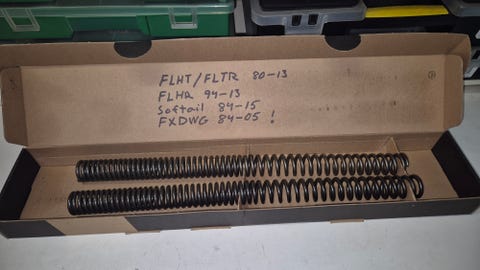 FLHT/FLTR 80-13
FLHR 94-13
Softail 84-15
FXDWG 84-05 !